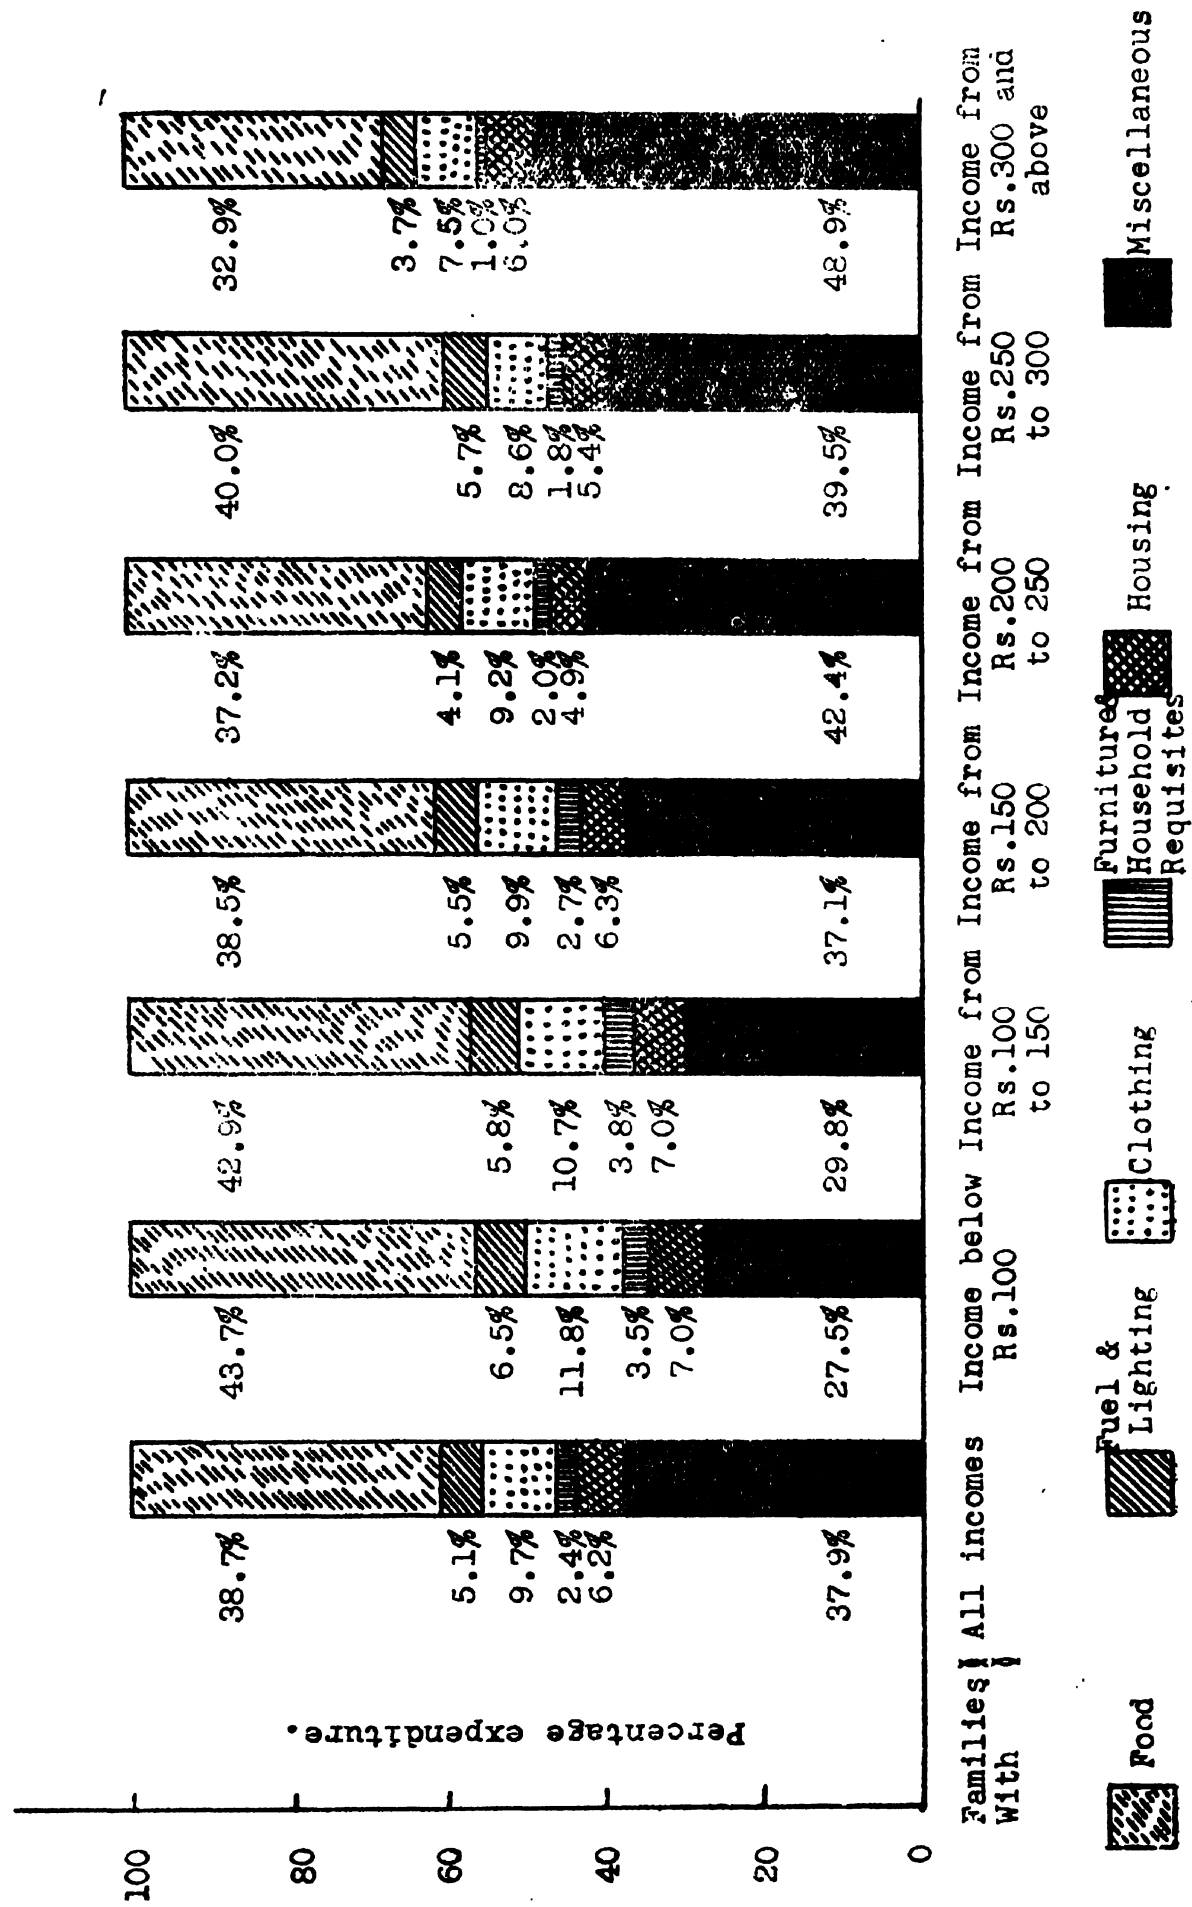 Percentage expenditure.
100
80
60
40
20
0
38.7%
5.1%
9.7%
2.4%
6.2%
37.9%
43.7%
6.5%
11.8%
3.5%
7.0%
27.5%
42.9%
5.8%
10.7%
3.8%
7.0%
29.8%
38.5%
5.5%
9.9%
2.7%
6.3%
37.1%
37.2%
4.1%
9.2%
2.0%
4.9%
42.4%
40.0%
5.7%
8.6%
1.8%
5.4%
39.5%
32.9%
3.7%
7.5%
1.0%
6.0%
48.9%
Families
With
All incomes
Income below
Rs.100
Income from
Rs.100
to 150
Income from
Rs.150
to 200
Income from
Rs.200
to 250
Income from
Rs.250
to 300
Income from
Rs.300 and
above
Food
Fuel &
Lighting
Clothing
Furniture&
Household
Requisites
Housing
Miscellaneous